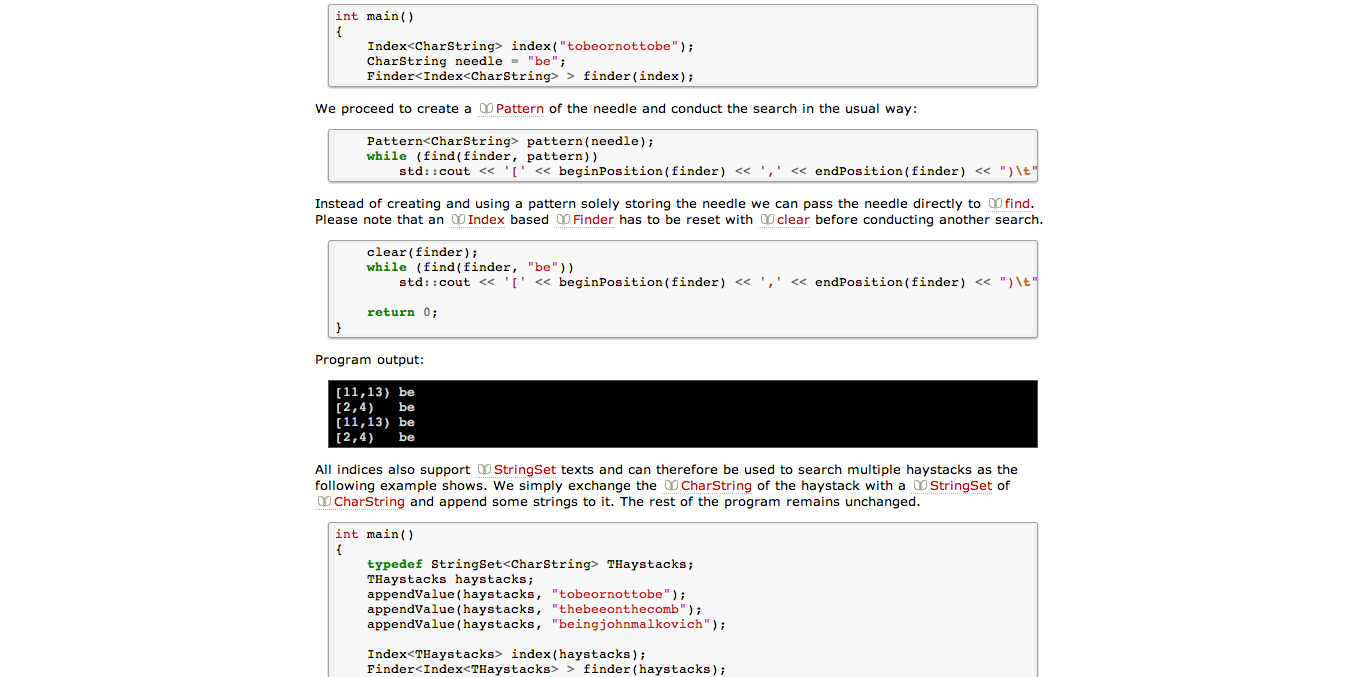 int main()
{
    Index<CharString> index("tobeornottobe");
    CharString needle = "be";
    Finder<Index<CharString> > finder(index);
We proceed to create a Pattern of the needle and conduct the search in the usual way:
    Pattern<CharString> pattern(needle);
    while (find(finder, pattern))
        std::cout << '[' << beginPosition(finder) << ',' << endPosition(finder) << ")\t"
Instead of creating and using a pattern solely storing the needle we can pass the needle directly to find.
Please note that an Index based Finder has to be reset with clear before conducting another search.
    clear(finder);
    while (find(finder, "be"))
        std::cout << '[' << beginPosition(finder) << ',' << endPosition(finder) << ")\t"
    return 0;
}
Program output:
[11,13) be
[2,4)   be
[11,13) be
[2,4)   be
All indices also support StringSet texts and can therefore be used to search multiple haystacks as the
following example shows. We simply exchange the CharString of the haystack with a StringSet of
CharString and append some strings to it. The rest of the program remains unchanged.
int main()
{
    typedef StringSet<CharString> THaystacks;
    THaystacks haystacks;
    appendValue(haystacks, "tobeornottobe");
    appendValue(haystacks, "thebeeonthecomb");
    appendValue(haystacks, "beingjohnmalkovich");
    Index<THaystacks> index(haystacks);
    Finder<Index<THaystacks> > finder(haystacks);